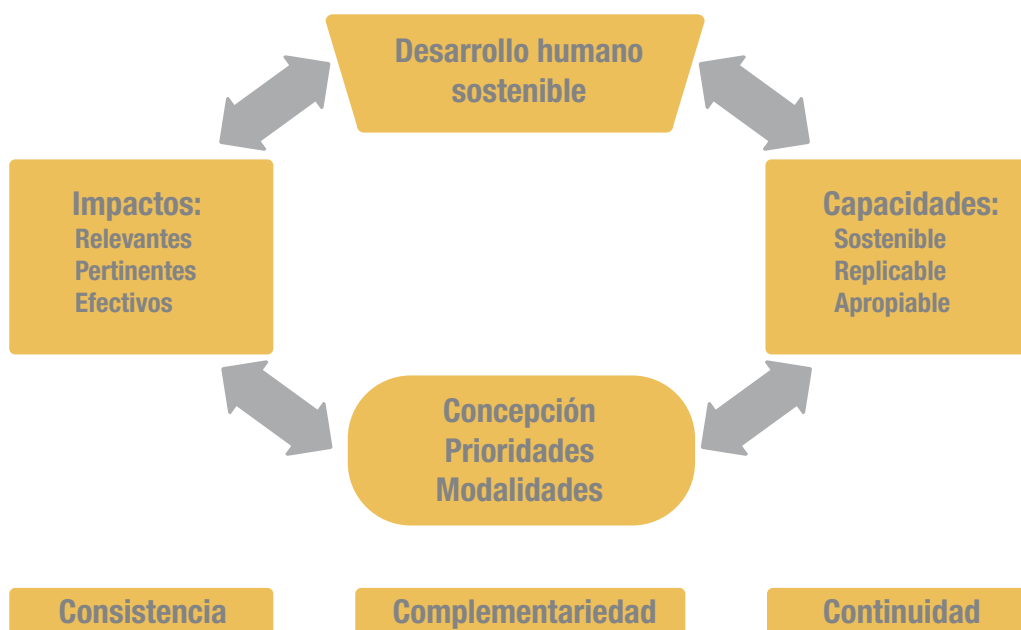 Desarrollo humano
sostenible
Impactos:
Relevantes
Pertinentes
Efectivos
Capacidades:
Sostenible
Replicable
Apropiable
Concepción
Prioridades
Modalidades
Consistencia
Complementariedad
Continuidad